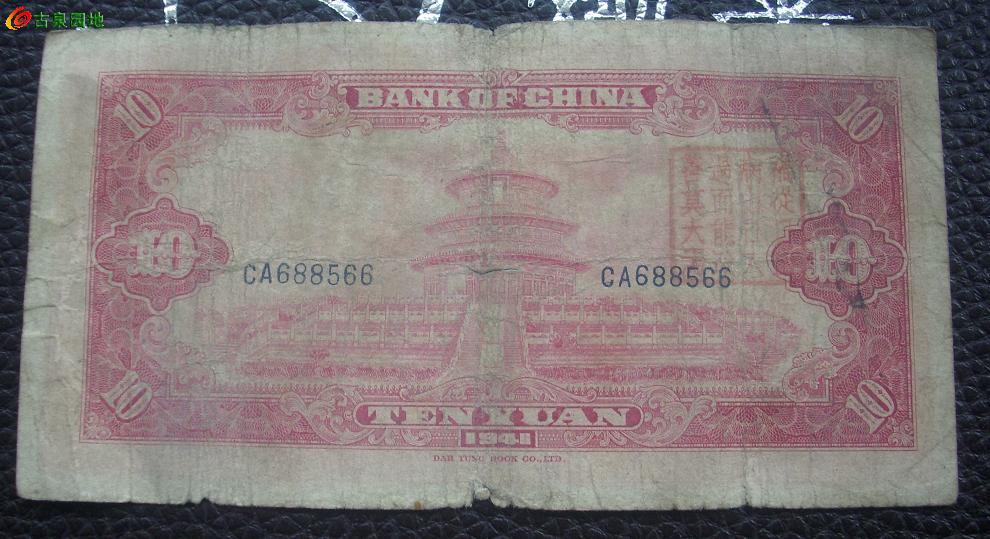 古泉园地
10 BANK OF CHINA 10
CA688566 CA688566
10 TEN YUAN 10
1941
DAH TUNG BOOK CO.,LTD.